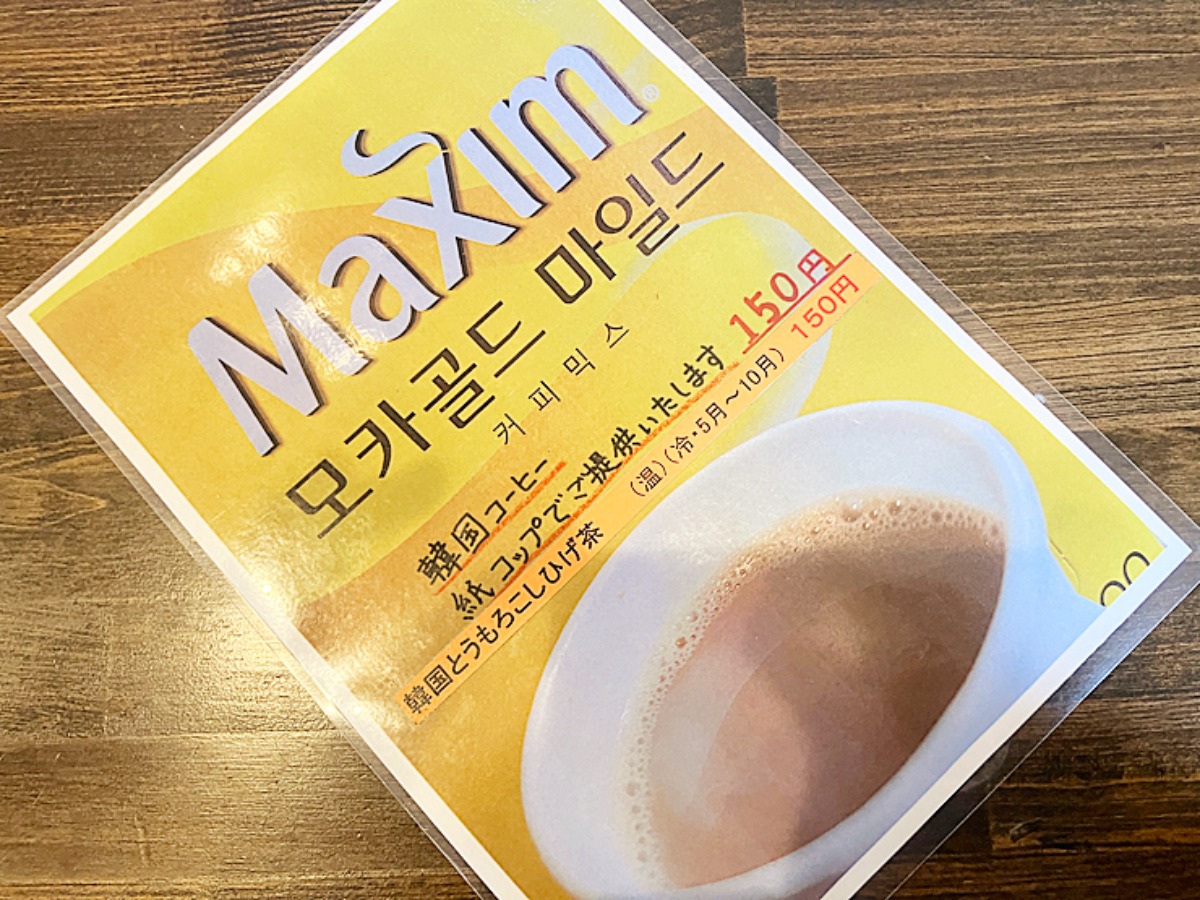 Maxim®
모카골드 마일드
커피믹스
韓国コーヒー
紙コップでご提供いたします 150円
韓国とうもろこしひげ茶 (温)(冷・5月〜10月) 150円